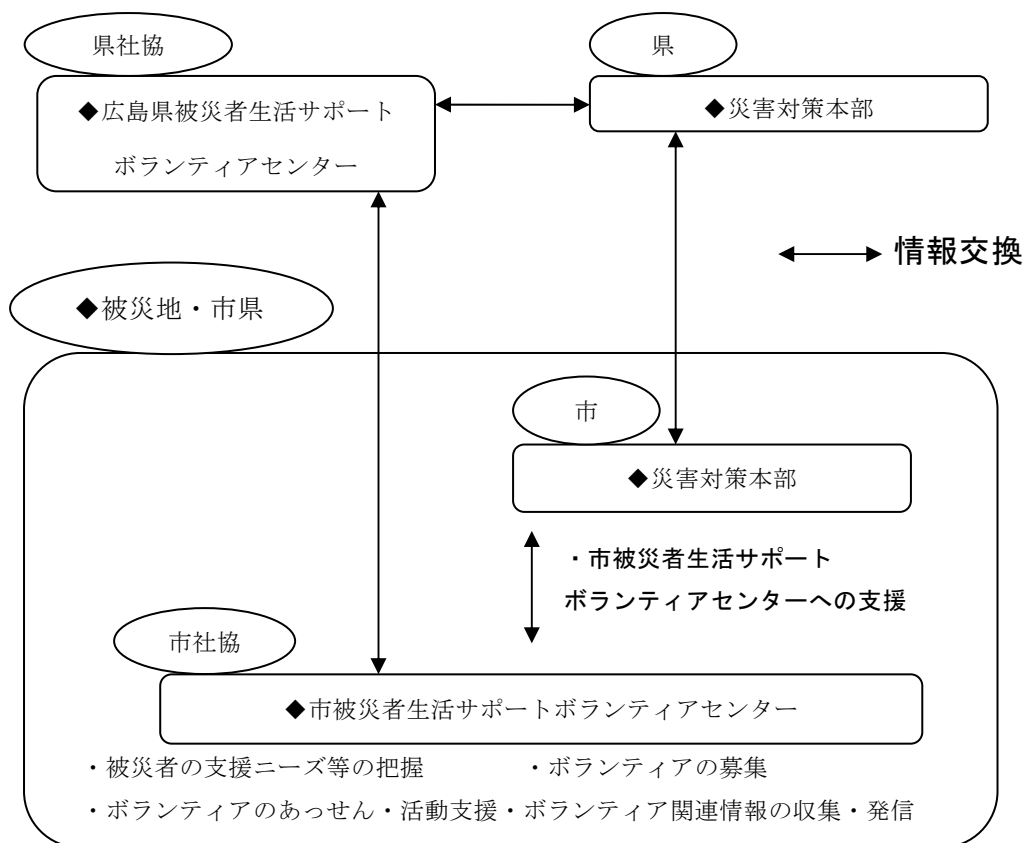 県社協
県
◆広島県被災者生活サポート
ボランティアセンター
◆災害対策本部
情報交換
◆被災地・市県
市
◆災害対策本部
・市被災者生活サポート
ボランティアセンターへの支援
市社協
◆市被災者生活サポートボランティアセンター
・被災者の支援ニーズ等の把握 ・ボランティアの募集
・ボランティアのあっせん・活動支援・ボランティア関連情報の収集・発信